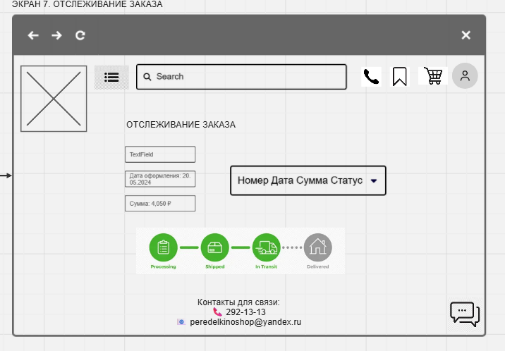 ЭКРАН 7. ОТСЛЕЖИВАНИЕ ЗАКАЗА
Search
ОТСЛЕЖИВАНИЕ ЗАКАЗА
TextField
Дата оформления: 20
05.2024
Сумма: 4,050 ₽
Номер Дата Сумма Статус
Processing Shipped In Transit Delivered
Контакты для связи:
292-13-13
peredelkinoshop@yandex.ru